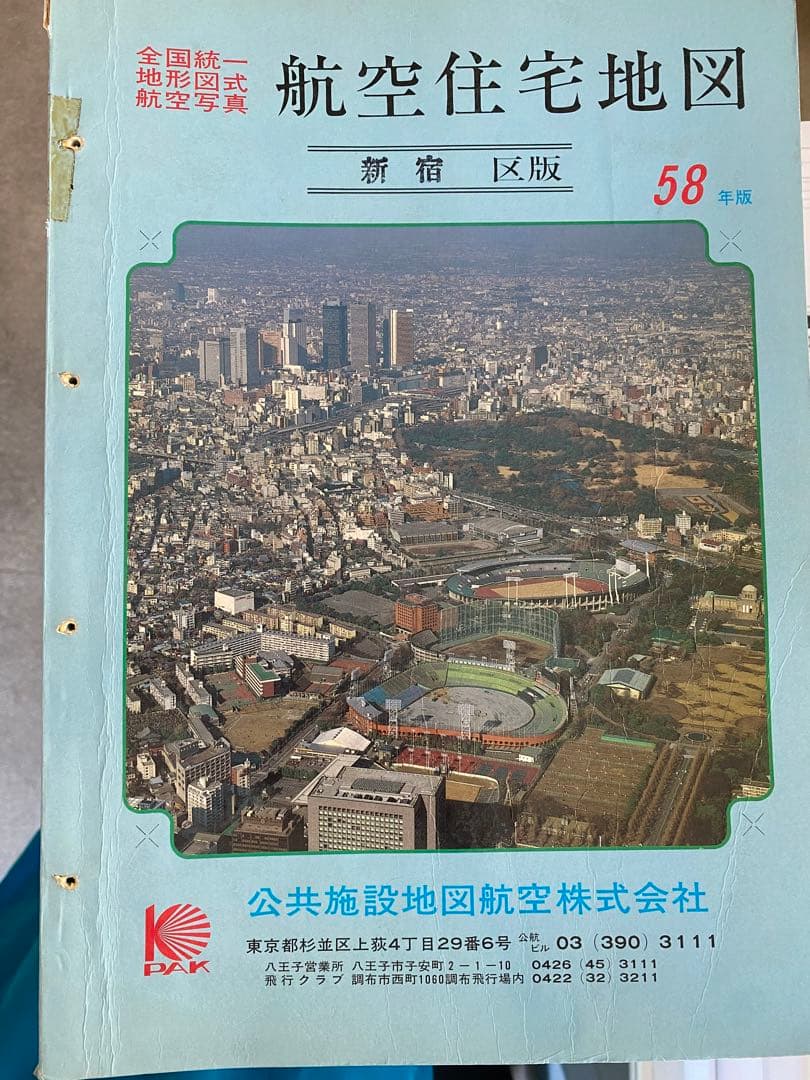 全国統一
地形図式
航空写真
航空住宅地図
新宿 区版
58年版
公共施設地図航空株式会社
東京都杉並区上荻4丁目29番6号 公航ビル 03(390)3111
八王子営業所 八王子市子安町2-1-10 0426(45)3111
飛行クラブ 調布市西町1060調布飛行場内 0422(32)3211
PAK